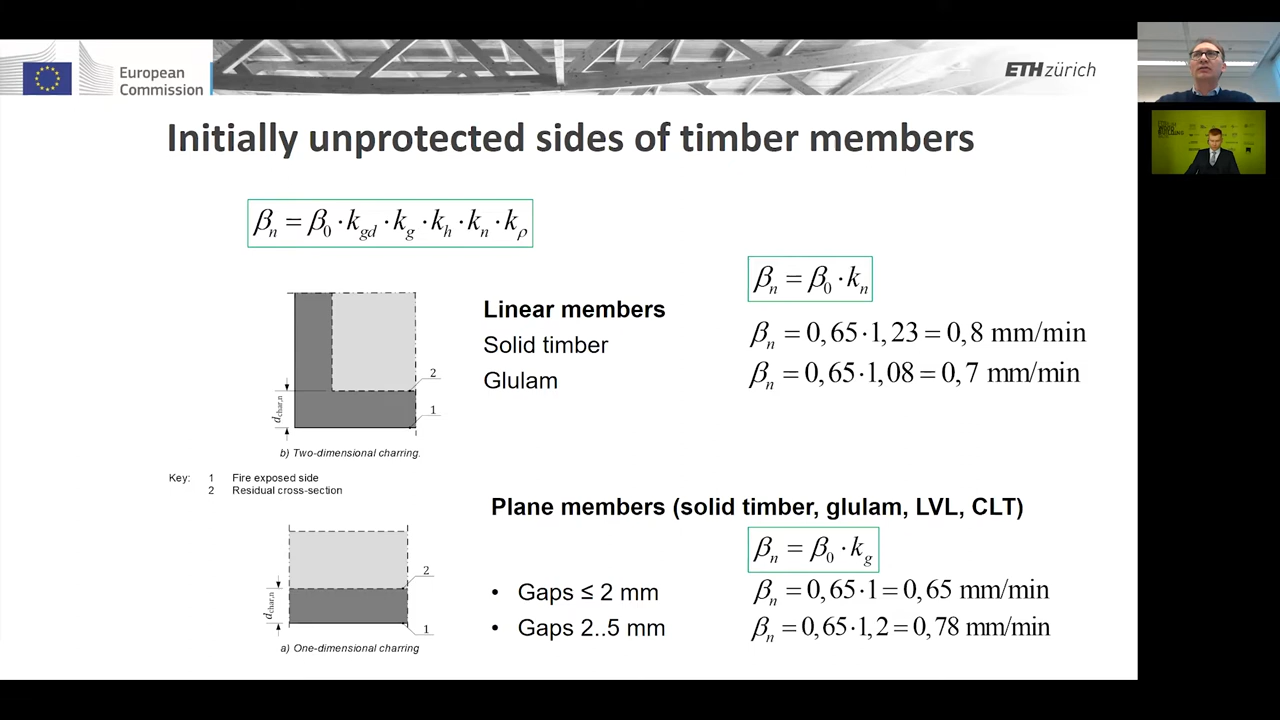 European
Commission
ETH zürich
Initially unprotected sides of timber members
βn = β0 · kgd · kg · kh · kn · kρ
βn = β0 · kn
Linear members
Solid timber
βn = 0,65·1,23 = 0,8 mm/min
Glulam
βn = 0,65·1,08 = 0,7 mm/min
2
dchar,n
1
b) Two-dimensional charring.
Key: 1 Fire exposed side
2 Residual cross-section
Plane members (solid timber, glulam, LVL, CLT)
βn = β0 · kg
• Gaps ≤ 2 mm
βn = 0,65·1 = 0,65 mm/min
• Gaps 2..5 mm
βn = 0,65·1,2 = 0,78 mm/min
2
dchar,n
1
a) One-dimensional charring